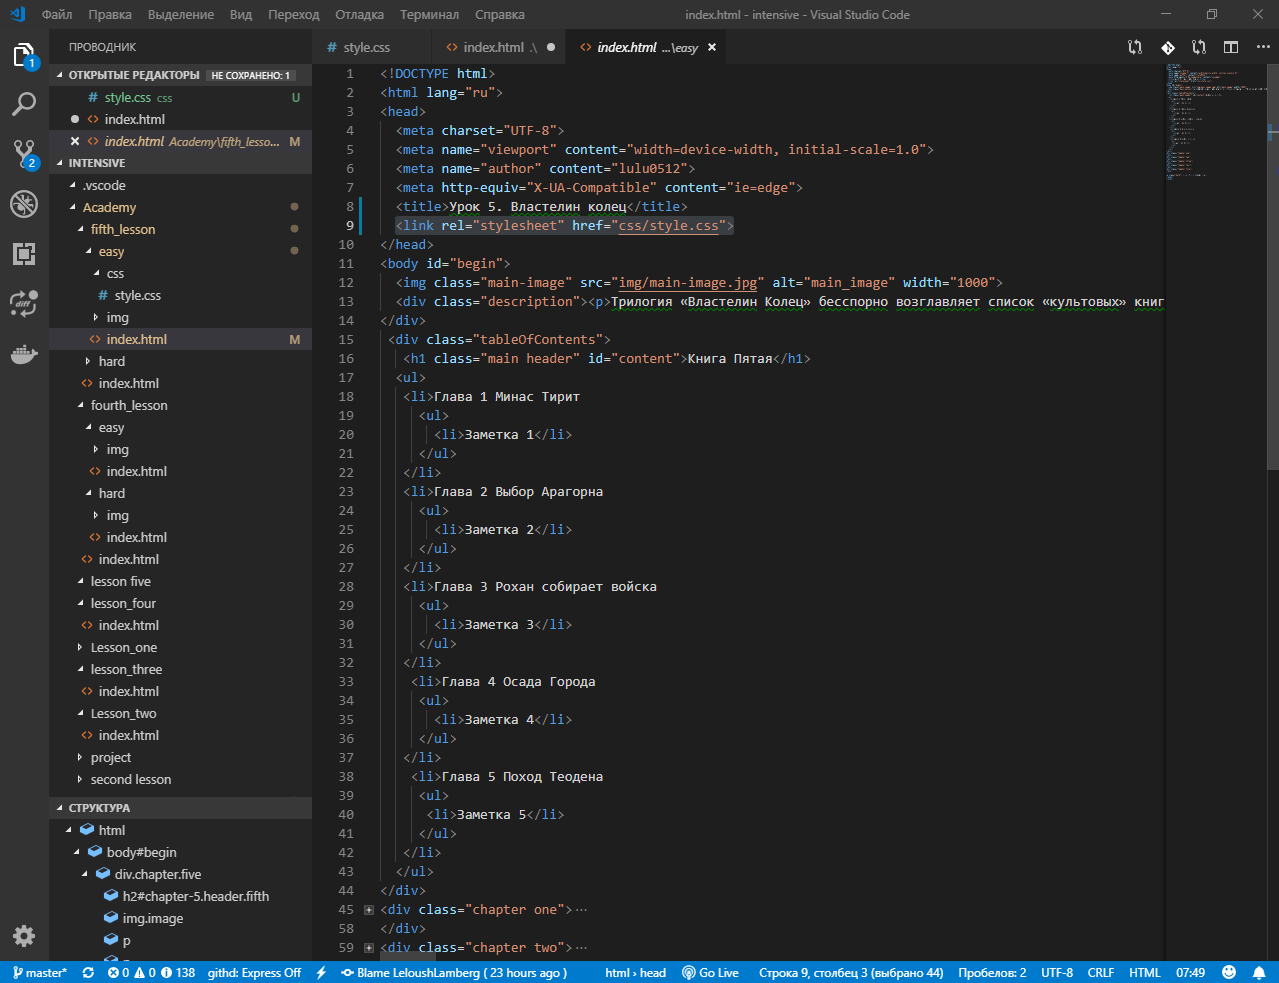 Файл Правка Выделение Вид Переход Отладка Терминал Справка index.html - intensive - Visual Studio Code
ПРОВОДНИК
style.css index.html .\ index.html ...\easy
ОТКРЫТЫЕ РЕДАКТОРЫ НЕ СОХРАНЕНО: 1
style.css css U
index.html
index.html Academy\fifth_lesso... M
INTENSIVE
.vscode
Academy
fifth_lesson
easy
css
style.css
img
index.html M
hard
index.html
fourth_lesson
easy
img
index.html
hard
img
index.html
index.html
lesson five
lesson_four
index.html
Lesson_one
lesson_three
index.html
Lesson_two
index.html
project
second lesson
СТРУКТУРА
html
body#begin
div.chapter.five
h2#chapter-5.header.fifth
img.image
p
1 <!DOCTYPE html>
2 <html lang="ru">
3 <head>
4 <meta charset="UTF-8">
5 <meta name="viewport" content="width=device-width, initial-scale=1.0">
6 <meta name="author" content="lulu0512">
7 <meta http-equiv="X-UA-Compatible" content="ie=edge">
8 <title>Урок 5. Властелин колец</title>
9 <link rel="stylesheet" href="css/style.css">
10 </head>
11 <body id="begin">
12 <img class="main-image" src="img/main-image.jpg" alt="main_image" width="1000">
13 <div class="description"><p>Трилогия «Властелин Колец» бесспорно возглавляет список «культовых» книг
14 </div>
15 <div class="tableOfContents">
16 <h1 class="main header" id="content">Книга Пятая</h1>
17 <ul>
18 <li>Глава 1 Минас Тирит
19 <ul>
20 <li>Заметка 1</li>
21 </ul>
22 </li>
23 <li>Глава 2 Выбор Арагорна
24 <ul>
25 <li>Заметка 2</li>
26 </ul>
27 </li>
28 <li>Глава 3 Рохан собирает войска
29 <ul>
30 <li>Заметка 3</li>
31 </ul>
32 </li>
33 <li>Глава 4 Осада Города
34 <ul>
35 <li>Заметка 4</li>
36 </ul>
37 </li>
38 <li>Глава 5 Поход Теодена
39 <ul>
40 <li>Заметка 5</li>
41 </ul>
42 </li>
43 </ul>
44 </div>
45 <div class="chapter one">...
58 </div>
59 <div class="chapter two">...
1
2
diff
master* 0 0 138 githd: Express Off Blame LeloushLamberg ( 23 hours ago ) html › head Go Live Строка 9, столбец 3 (выбрано 44) Пробелов: 2 UTF-8 CRLF HTML 07:49